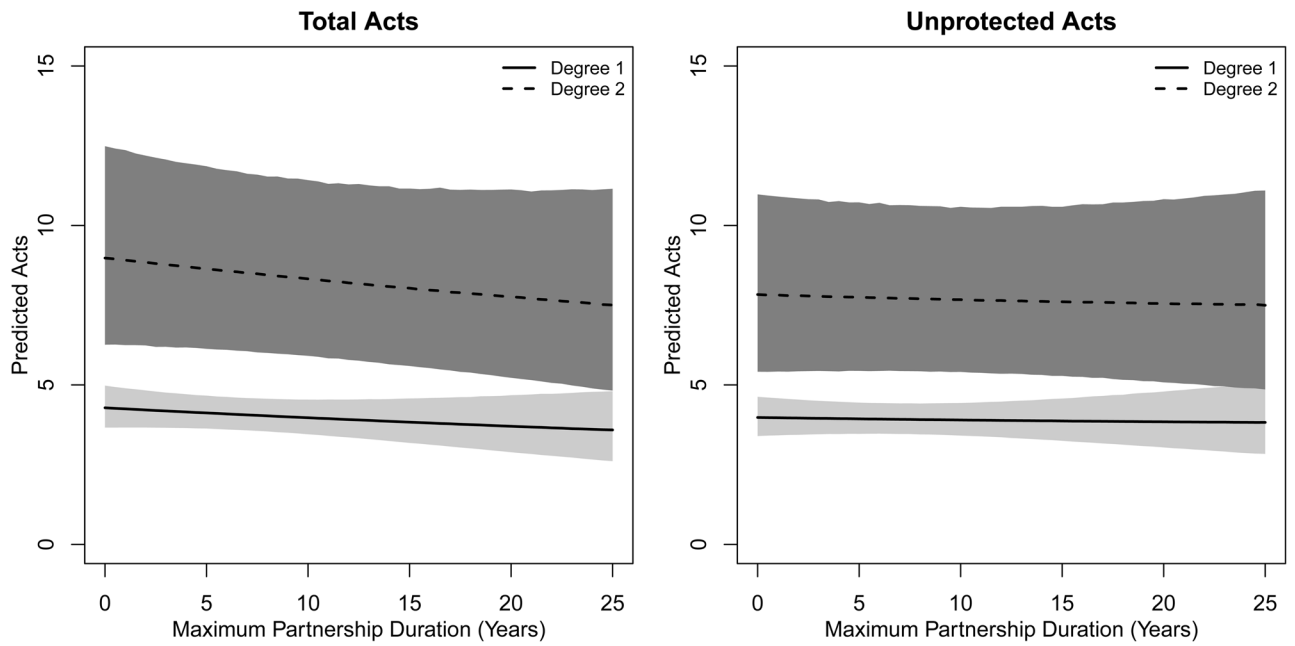 Total Acts
Degree 1
Degree 2
15
10
5
0
Predicted Acts
0 5 10 15 20 25
Maximum Partnership Duration (Years)
Unprotected Acts
Degree 1
Degree 2
15
10
5
0
Predicted Acts
0 5 10 15 20 25
Maximum Partnership Duration (Years)